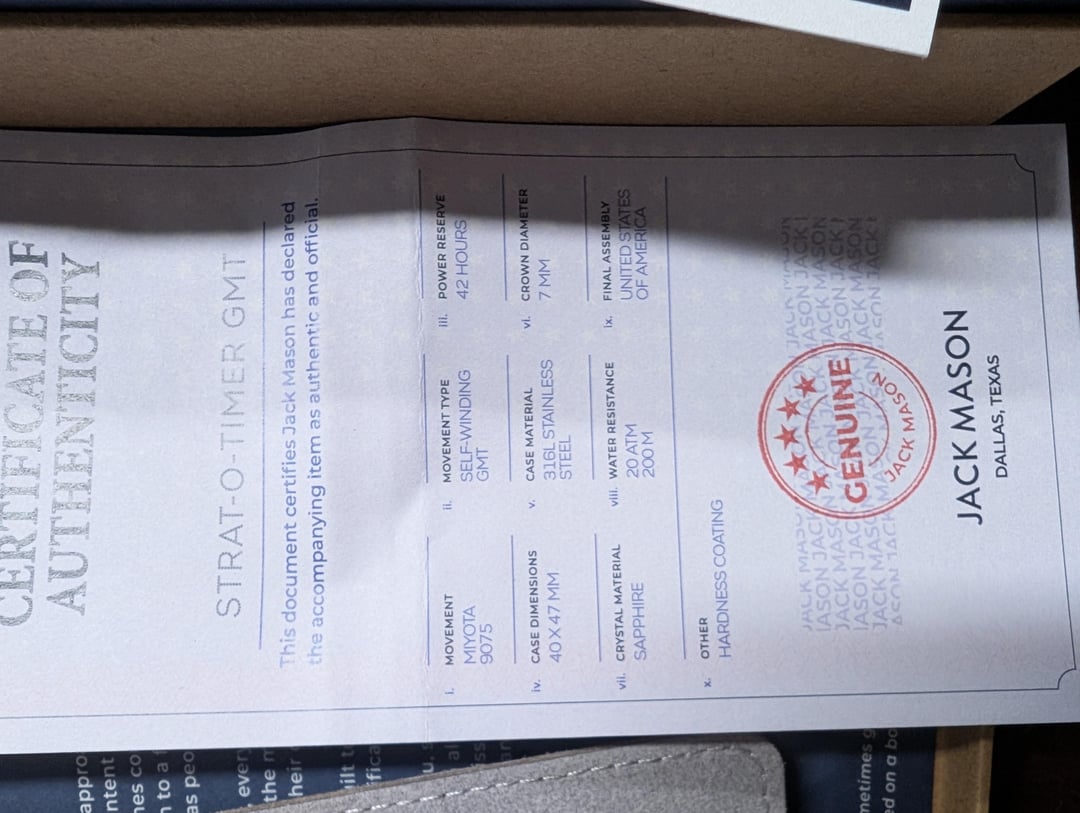 CERTIFICATE OF
AUTHENTICITY
STRAT-O-TIMER GMT
This document certifies Jack Mason has declared
the accompanying item as authentic and official.
i. MOVEMENT
MIYOTA
9075
ii. MOVEMENT TYPE
SELF-WINDING
GMT
iii. POWER RESERVE
42 HOURS
iv. CASE DIMENSIONS
40 X 47 MM
v. CASE MATERIAL
316L STAINLESS
STEEL
vi. CROWN DIAMETER
7 MM
vii. CRYSTAL MATERIAL
SAPPHIRE
viii. WATER RESISTANCE
20 ATM
200 M
ix. FINAL ASSEMBLY
UNITED STATES
OF AMERICA
x. OTHER
HARDNESS COATING
GENUINE
JACK MASON
JACK MASON
DALLAS, TEXAS